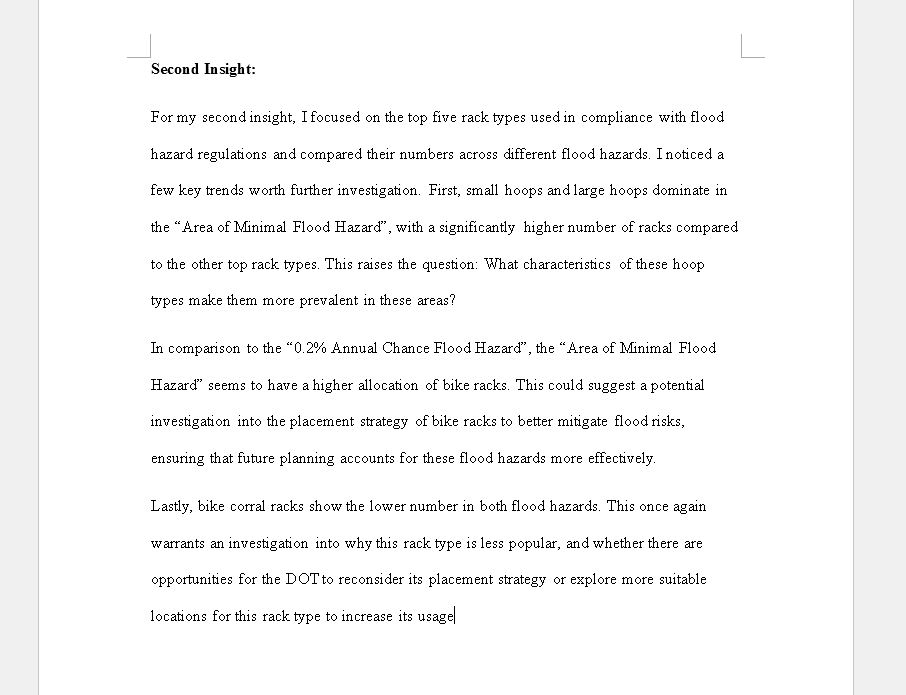 Second Insight:
For my second insight, I focused on the top five rack types used in compliance with flood
hazard regulations and compared their numbers across different flood hazards. I noticed a
few key trends worth further investigation. First, small hoops and large hoops dominate in
the “Area of Minimal Flood Hazard”, with a significantly higher number of racks compared
to the other top rack types. This raises the question: What characteristics of these hoop
types make them more prevalent in these areas?
In comparison to the “0.2% Annual Chance Flood Hazard”, the “Area of Minimal Flood
Hazard” seems to have a higher allocation of bike racks. This could suggest a potential
investigation into the placement strategy of bike racks to better mitigate flood risks,
ensuring that future planning accounts for these flood hazards more effectively.
Lastly, bike corral racks show the lower number in both flood hazards. This once again
warrants an investigation into why this rack type is less popular, and whether there are
opportunities for the DOT to reconsider its placement strategy or explore more suitable
locations for this rack type to increase its usage